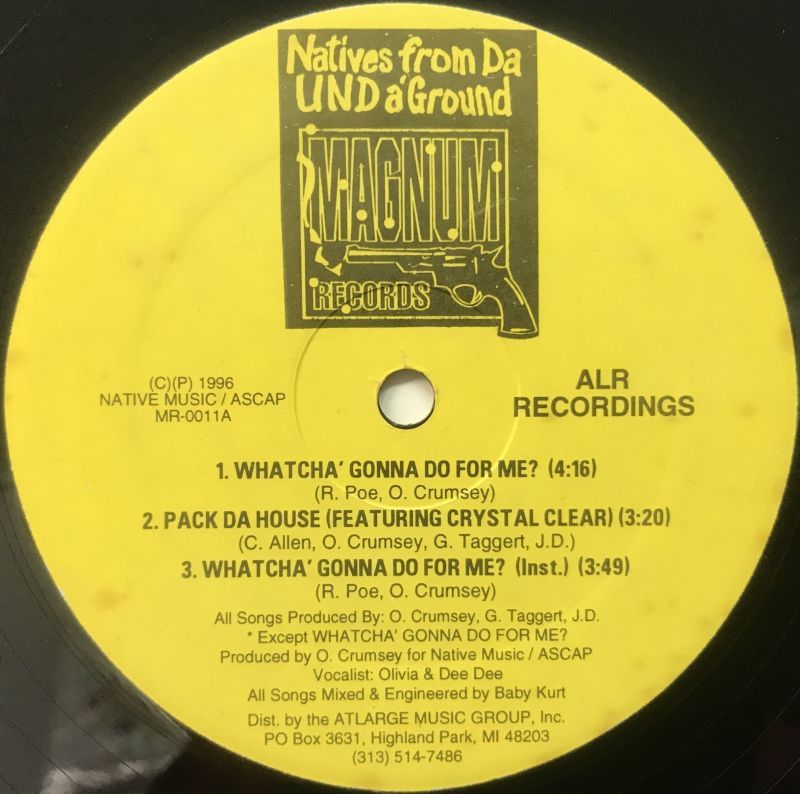 Natives from Da
UND a'Ground
MAGNUM
RECORDS
(C)(P) 1996
NATIVE MUSIC / ASCAP
MR-0011A
ALR
RECORDINGS
1. WHATCHA' GONNA DO FOR ME? (4:16)
(R. Poe, O. Crumsey)
2. PACK DA HOUSE (FEATURING CRYSTAL CLEAR) (3:20)
(C. Allen, O. Crumsey, G. Taggert, J.D.)
3. WHATCHA' GONNA DO FOR ME? (Inst.) (3:49)
(R. Poe, O. Crumsey)
All Songs Produced By: O. Crumsey, G. Taggert, J.D.
* Except WHATCHA' GONNA DO FOR ME?
Produced by O. Crumsey for Native Music / ASCAP
Vocalist: Olivia & Dee Dee
All Songs Mixed & Engineered by Baby Kurt
Dist. by the ATLARGE MUSIC GROUP, Inc.
PO Box 3631, Highland Park, MI 48203
(313) 514-7486